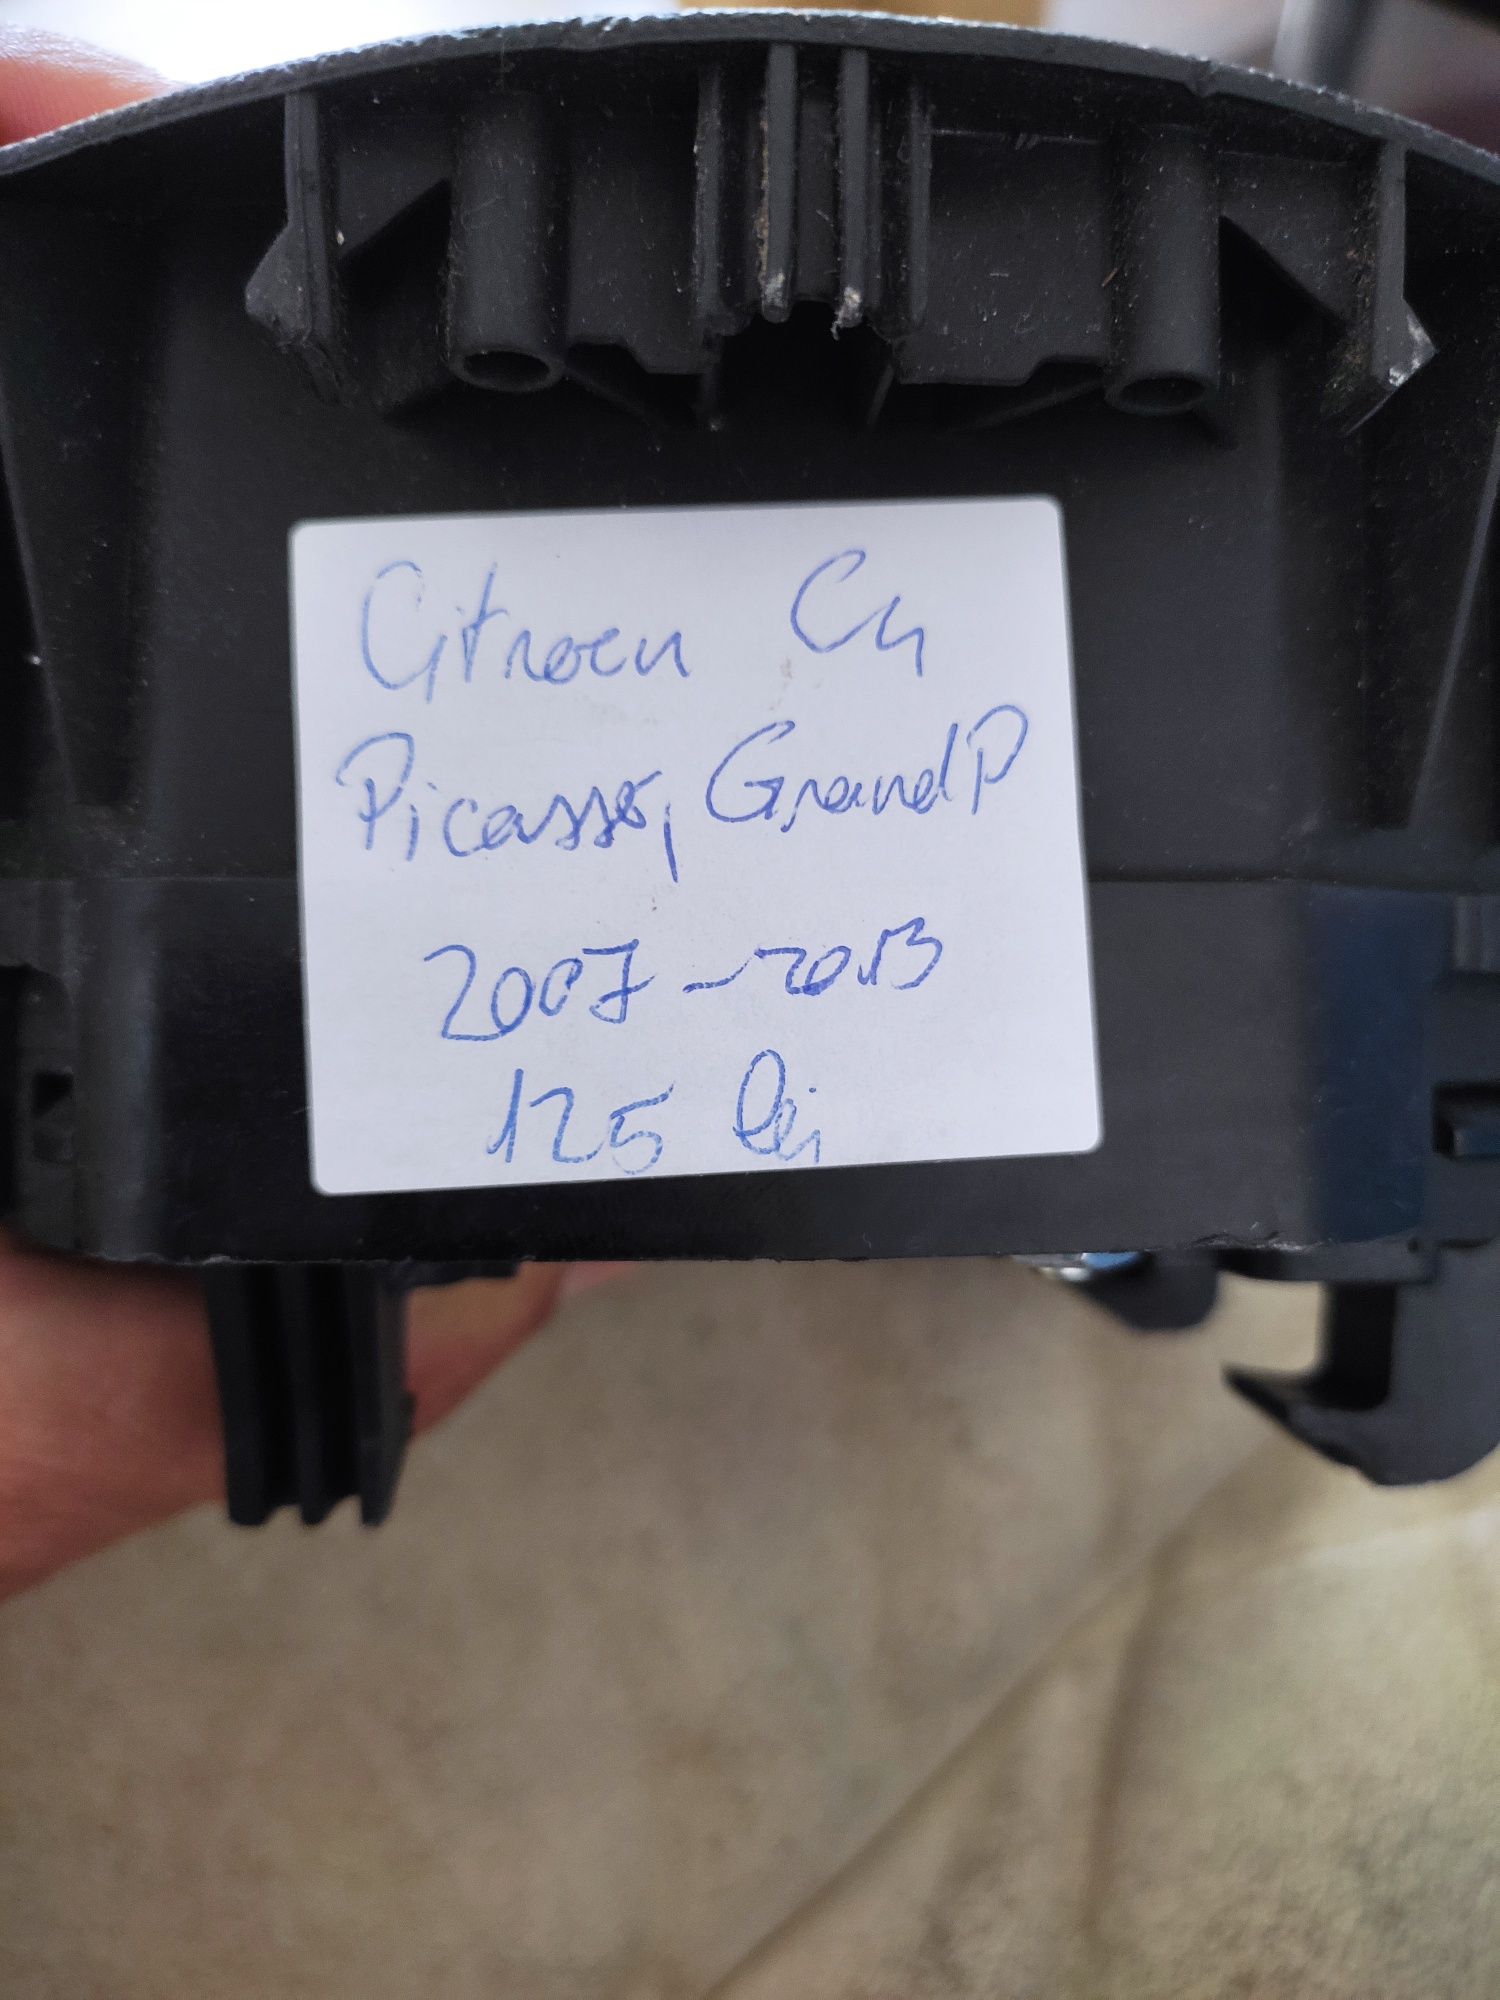 Citroen C4
Picasso, Grand P
2007-2013
125 lei